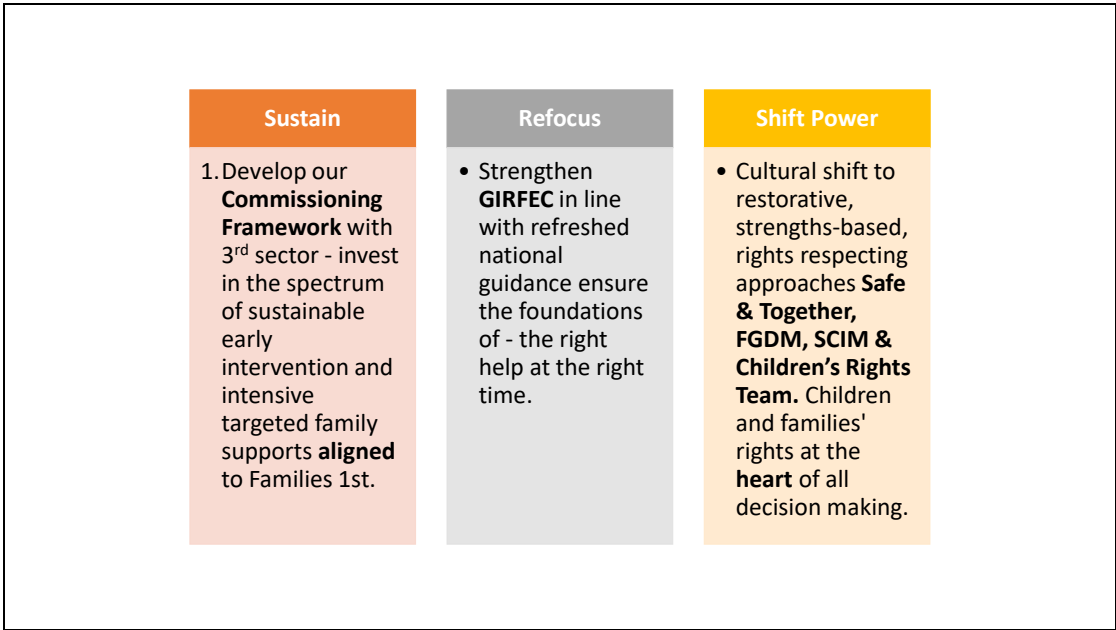 Sustain
1. Develop our
Commissioning
Framework with
3rd sector - invest
in the spectrum
of sustainable
early
intervention and
intensive
targeted family
supports aligned
to Families 1st.
Refocus
• Strengthen
GIRFEC in line
with refreshed
national
guidance ensure
the foundations
of - the right
help at the right
time.
Shift Power
• Cultural shift to
restorative,
strengths-based,
rights respecting
approaches Safe
& Together,
FGDM, SCIM &
Children’s Rights
Team. Children
and families'
rights at the
heart of all
decision making.